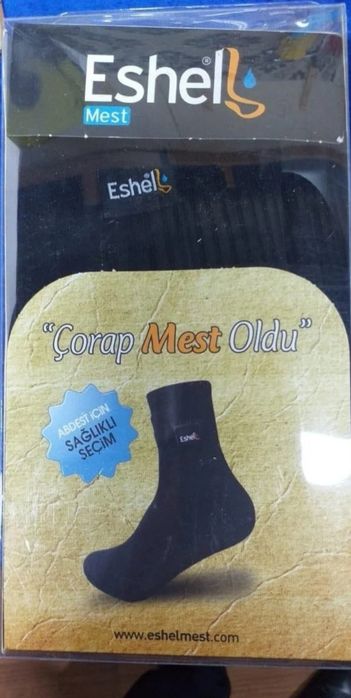 Eshel®
Mest
Eshel
"Çorap Mest Oldu"
ABDEST İÇİN
SAĞLIKLI
SEÇİM
Eshel
www.eshelmest.com